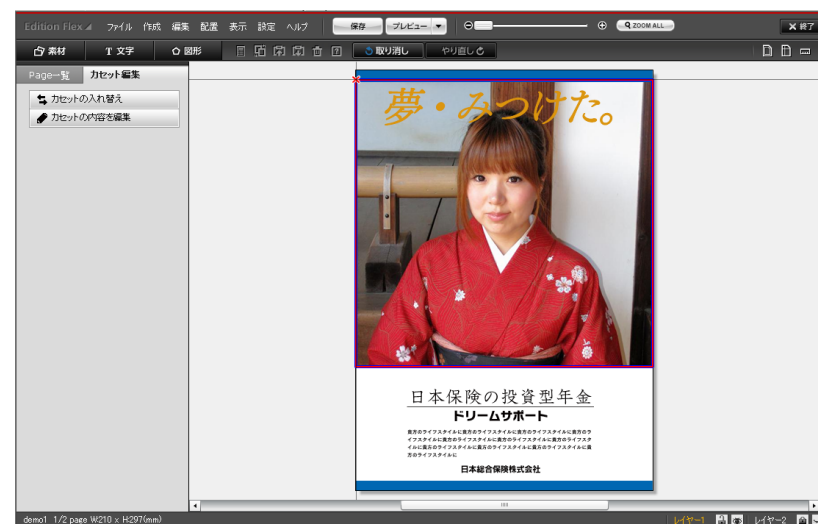 Edition Flex ファイル 作成 編集 配置 表示 設定 ヘルプ 保存 プレビュー ZOOM ALL × 終了
素材 T 文字 図形 取り消し やり直し
Page一覧 カセット編集
カセットの入れ替え
カセットの内容を編集
夢・みつけた。
日本保険の投資型年金
ドリームサポート
貴方のライフスタイルに貴方のライフスタイルに貴方のライフスタイルに貴方のラ
イフスタイルに貴方のライフスタイルに貴方のライフスタイルに貴方のライフスタ
イルに貴方のライフスタイルに貴方のライフスタイルに貴方のライフスタイルに貴
方のライフスタイルに
日本総合保険株式会社
demo1 1/2 page W:210 x H:297(mm) レイヤー1 レイヤー2